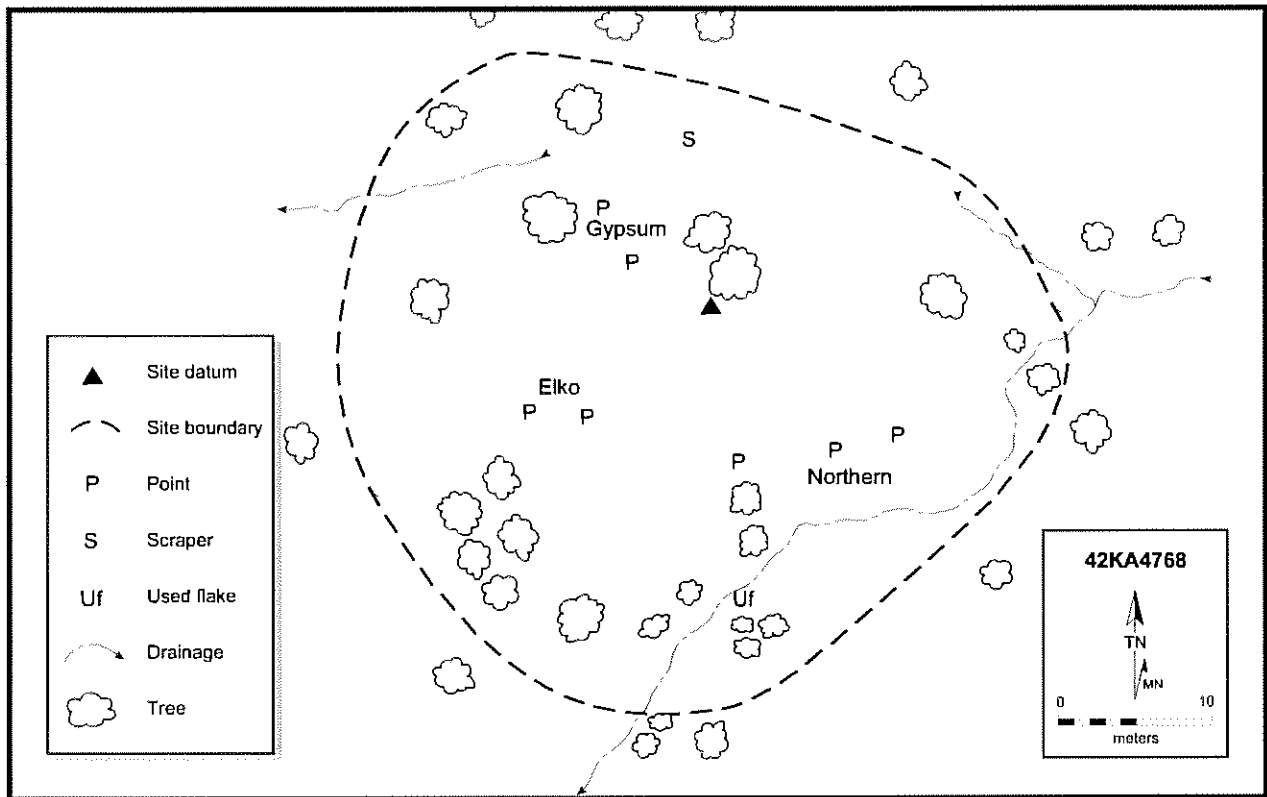 S
P
Gypsum
P
Elko
P P
P
P P
Northern
Uf
Site datum
Site boundary
P Point
S Scraper
Uf Used flake
Drainage
Tree
42KA4768
TN
MN
0 10
meters